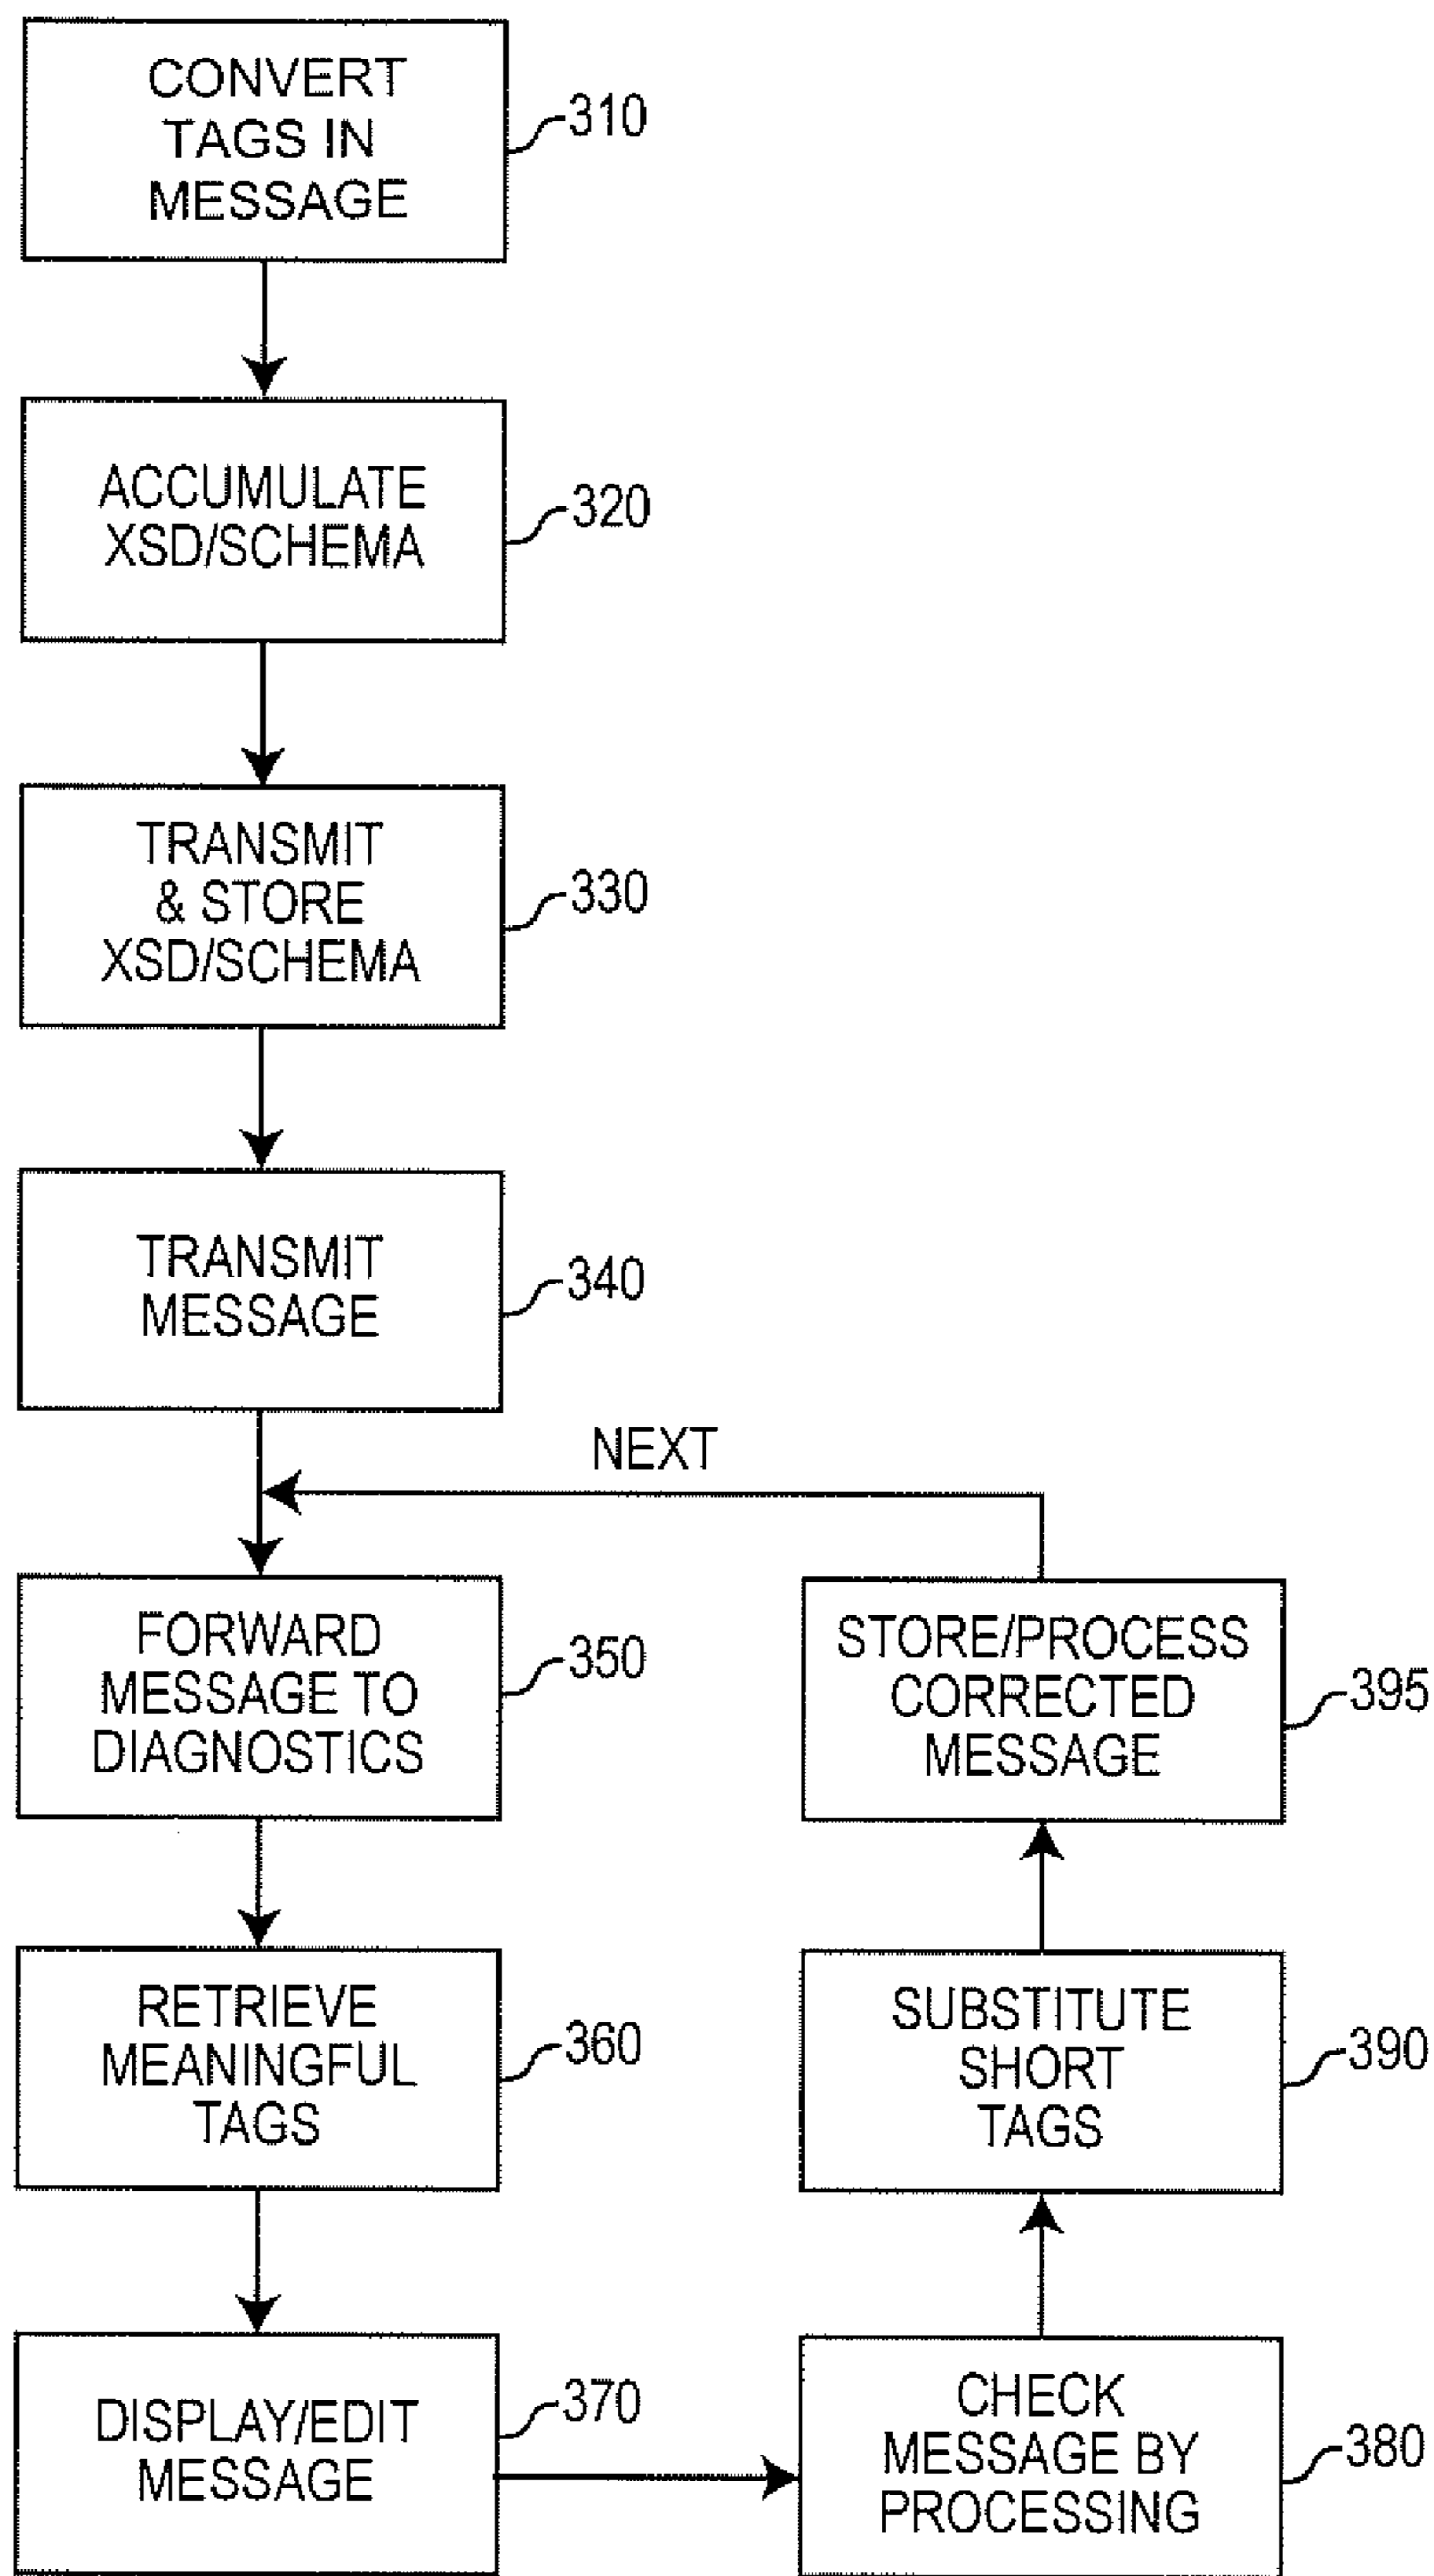 CONVERT
TAGS IN
MESSAGE
310
ACCUMULATE
XSD/SCHEMA
320
TRANSMIT
& STORE
XSD/SCHEMA
330
TRANSMIT
MESSAGE
340
NEXT
FORWARD
MESSAGE TO
DIAGNOSTICS
350
RETRIEVE
MEANINGFUL
TAGS
360
DISPLAY/EDIT
MESSAGE
370
CHECK
MESSAGE BY
PROCESSING
380
SUBSTITUTE
SHORT
TAGS
390
STORE/PROCESS
CORRECTED
MESSAGE
395